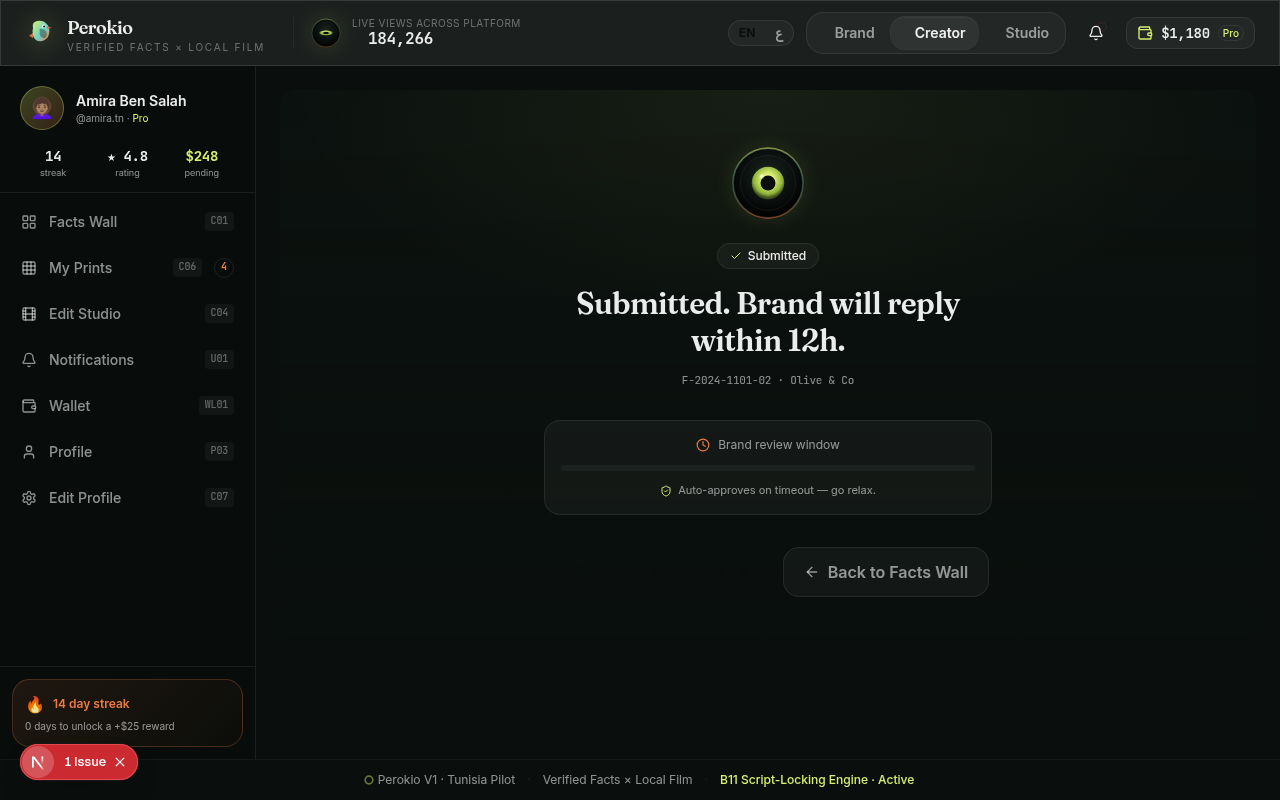 Perokio
VERIFIED FACTS × LOCAL FILM
LIVE VIEWS ACROSS PLATFORM
184,266
EN ع
Brand Creator Studio
$1,180 Pro
Amira Ben Salah
@amira.tn · Pro
14 ★ 4.8 $248
streak rating pending
Facts Wall C01
My Prints C06 4
Edit Studio C04
Notifications U01
Wallet WL01
Profile P03
Edit Profile C07
14 day streak
0 days to unlock a +$25 reward
N 1 Issue
Submitted
Submitted. Brand will reply
within 12h.
F-2024-1101-02 · Olive & Co
Brand review window
Auto-approves on timeout — go relax.
Back to Facts Wall
Perokio V1 · Tunisia Pilot · Verified Facts × Local Film · B11 Script-Locking Engine · Active